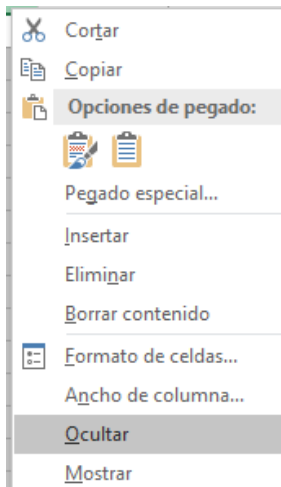 Cortar
Copiar
Opciones de pegado:
Pegado especial...
Insertar
Eliminar
Borrar contenido
Formato de celdas...
Ancho de columna...
Ocultar
Mostrar